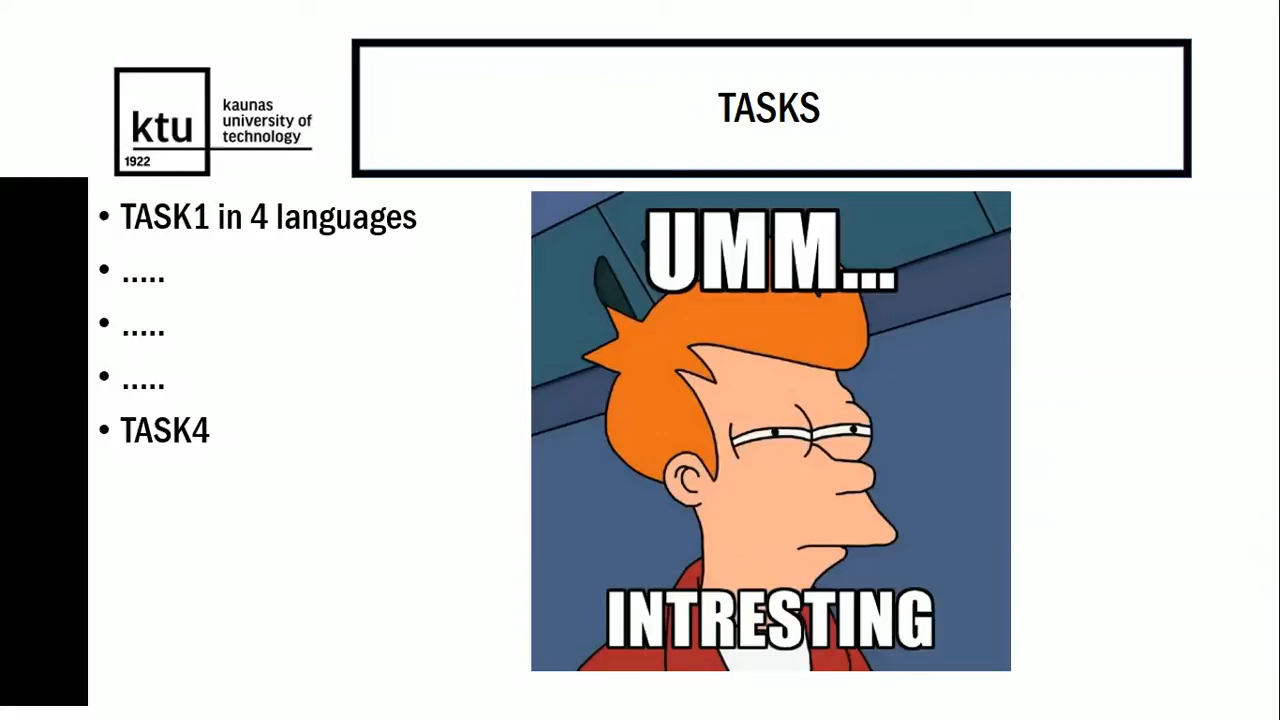 ktu
1922
kaunas
university of
technology
TASKS
• TASK1 in 4 languages
• .....
• .....
• .....
• TASK4
UMM...
INTRESTING